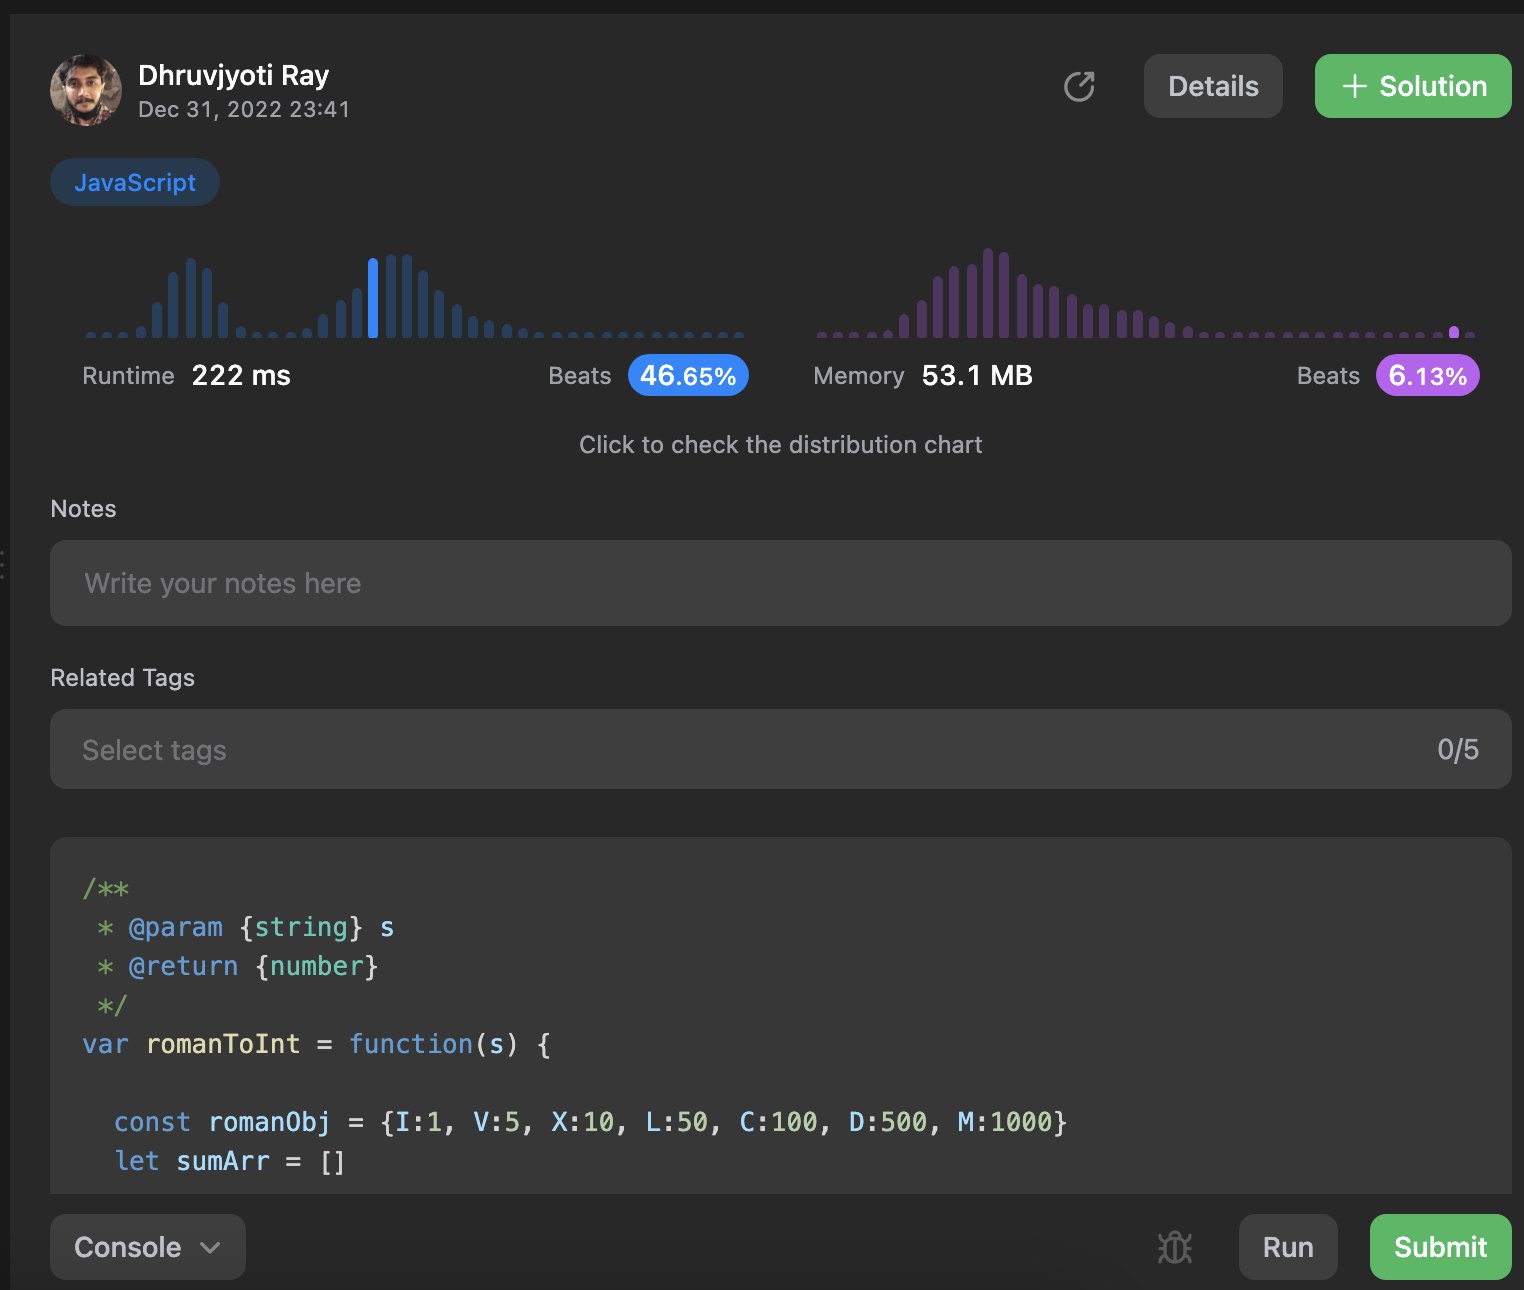 Dhruvjyoti Ray
Dec 31, 2022 23:41
Details
+ Solution
JavaScript
Runtime 222 ms Beats 46.65%
Memory 53.1 MB Beats 6.13%
Click to check the distribution chart
Notes
Write your notes here
Related Tags
Select tags 0/5
/**
 * @param {string} s
 * @return {number}
 */
var romanToInt = function(s) {
  const romanObj = {I:1, V:5, X:10, L:50, C:100, D:500, M:1000}
  let sumArr = []
Console
Run
Submit